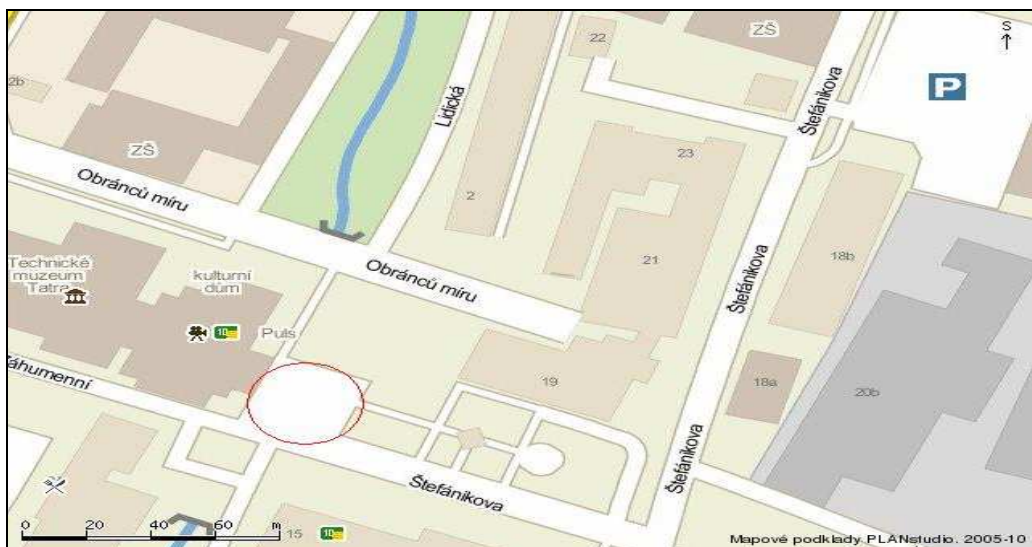 22
ZŠ
S
2b
Lidická
Štefánikova
P
ZŠ
23
Obránců míru
2
Technické
muzeum
Tatra
kulturní
dům
Obránců míru
21
Štefánikova
18b
Puls
Záhumenní
19
18a
20b
Štefánikova
Štefánikova
0 20 40 60 m
15
Mapové podklady PLANstudio. 2005-10